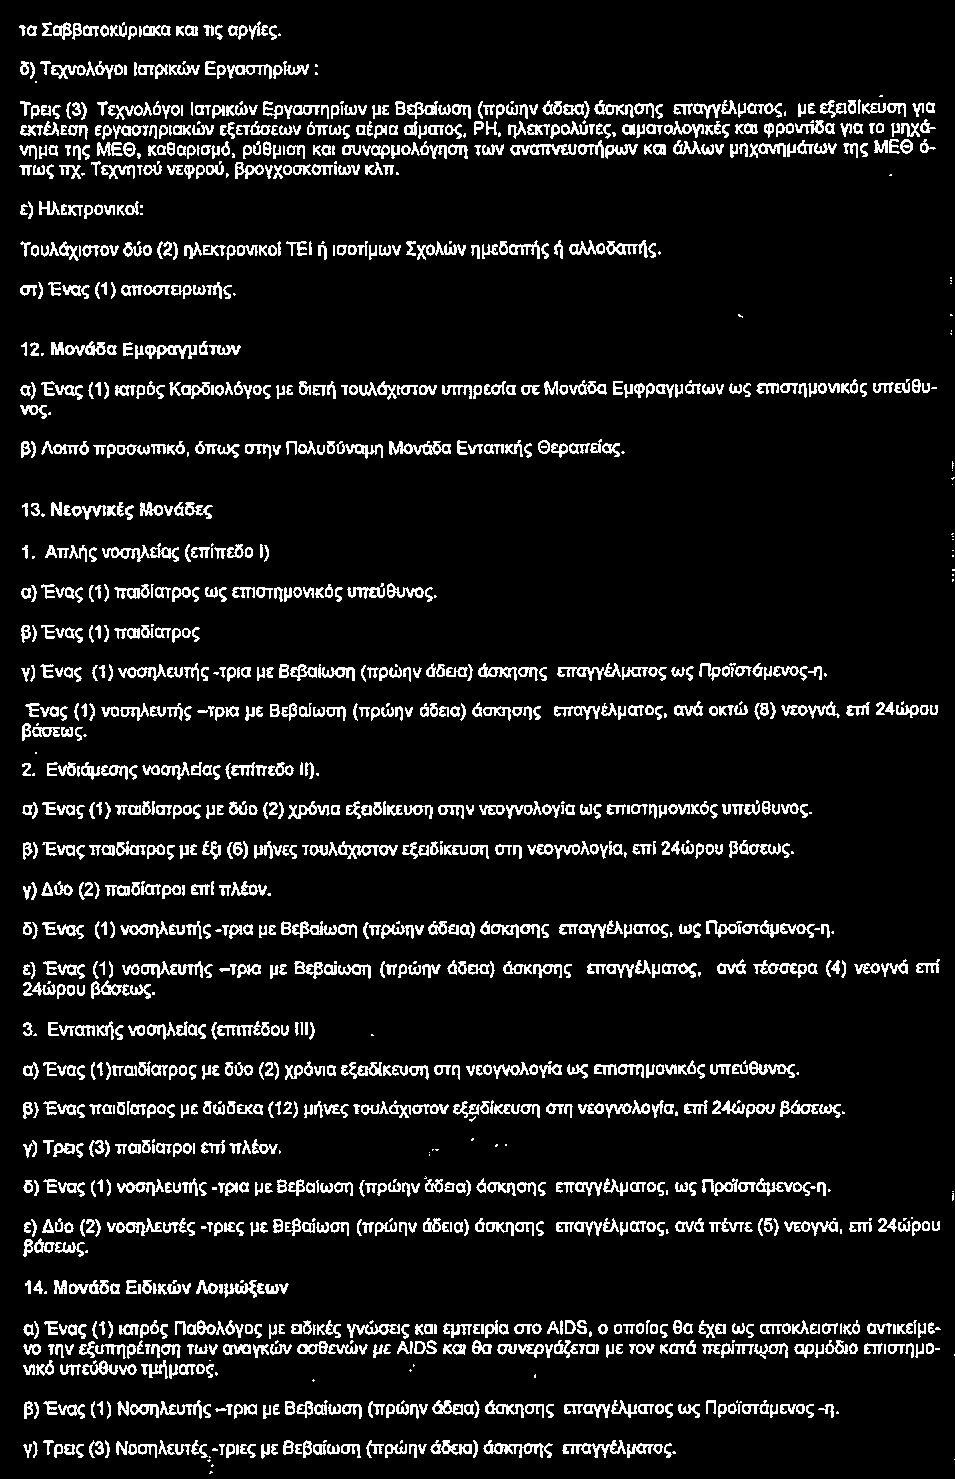 τα Σαββατοκύριακα και τις αργίες.
δ) Τεχνολόγοι Ιατρικών Εργαστηρίων :
Τρεις (3) Τεχνολόγοι Ιατρικών Εργαστηρίων με Βεβαίωση (πρώην άδεια) άσκησης επαγγέλματος, με εξειδίκευση για
εκτέλεση εργαστηριακών εξετάσεων όπως αέρια αίματος, PH, ηλεκτρολύτες, αιματολογικές και φροντίδα για το μηχά-
νημα της ΜΕΘ, καθαρισμό, ρύθμιση και συναρμολόγηση των αναπνευστήρων και άλλων μηχανημάτων της ΜΕΘ ό-
πως πχ. Τεχνητού νεφρού, βρογχοσκοπίων κλπ.
ε) Ηλεκτρονικοί:
Τουλάχιστον δύο (2) ηλεκτρονικοί ΤΕΙ ή ισοτίμων Σχολών ημεδαπής ή αλλοδαπής.
στ) Ένας (1) αποστειρωτής.
12. Μονάδα Εμφραγμάτων
α) Ένας (1) ιατρός Καρδιολόγος με διετή τουλάχιστον υπηρεσία σε Μονάδα Εμφραγμάτων ως επιστημονικός υπεύθυ-
νος.
β) Λοιπό προσωπικό, όπως στην Πολυδύναμη Μονάδα Εντατικής Θεραπείας.
13. Νεογνικές Μονάδες
1. Απλής νοσηλείας (επίπεδο Ι)
α) Ένας (1) παιδίατρος ως επιστημονικός υπεύθυνος.
β) Ένας (1) παιδίατρος
γ) Ένας (1) νοσηλευτής -τρια με Βεβαίωση (πρώην άδεια) άσκησης επαγγέλματος ως Προϊστάμενος-η.
Ένας (1) νοσηλευτής –τρια με Βεβαίωση (πρώην άδεια) άσκησης επαγγέλματος, ανά οκτώ (8) νεογνά, επί 24ώρου
βάσεως.
2. Ενδιάμεσης νοσηλείας (επίπεδο ΙΙ).
α) Ένας (1) παιδίατρος με δύο (2) χρόνια εξειδίκευση στην νεογνολογία ως επιστημονικός υπεύθυνος.
β) Ένας παιδίατρος με έξι (6) μήνες τουλάχιστον εξειδίκευση στη νεογνολογία, επί 24ώρου βάσεως.
γ) Δύο (2) παιδίατροι επί πλέον.
δ) Ένας (1) νοσηλευτής -τρια με Βεβαίωση (πρώην άδεια) άσκησης επαγγέλματος, ως Προϊστάμενος-η.
ε) Ένας (1) νοσηλευτής –τρια με Βεβαίωση (πρώην άδεια) άσκησης επαγγέλματος, ανά τέσσερα (4) νεογνά επί
24ώρου βάσεως.
3. Εντατικής νοσηλείας (επιπέδου ΙΙΙ)
α) Ένας (1)παιδίατρος με δύο (2) χρόνια εξειδίκευση στη νεογνολογία ως επιστημονικός υπεύθυνος.
β) Ένας παιδίατρος με δώδεκα (12) μήνες τουλάχιστον εξειδίκευση στη νεογνολογία, επί 24ώρου βάσεως.
γ) Τρεις (3) παιδίατροι επί πλέον.
δ) Ένας (1) νοσηλευτής -τρια με Βεβαίωση (πρώην άδεια) άσκησης επαγγέλματος, ως Προϊστάμενος-η.
ε) Δύο (2) νοσηλευτές -τριες με Βεβαίωση (πρώην άδεια) άσκησης επαγγέλματος, ανά πέντε (5) νεογνά, επί 24ώρου
βάσεως.
14. Μονάδα Ειδικών Λοιμώξεων
α) Ένας (1) ιατρός Παθολόγος με ειδικές γνώσεις και εμπειρία στο AIDS, ο οποίος θα έχει ως αποκλειστικό αντικείμε-
νο την εξυπηρέτηση των αναγκών ασθενών με AIDS και θα συνεργάζεται με τον κατά περίπτωση αρμόδιο επιστημο-
νικό υπεύθυνο τμήματος.
β) Ένας (1) Νοσηλευτής –τρια με Βεβαίωση (πρώην άδεια) άσκησης επαγγέλματος ως Προϊστάμενος -η.
γ) Τρεις (3) Νοσηλευτές -τριες με Βεβαίωση (πρώην άδεια) άσκησης επαγγέλματος.